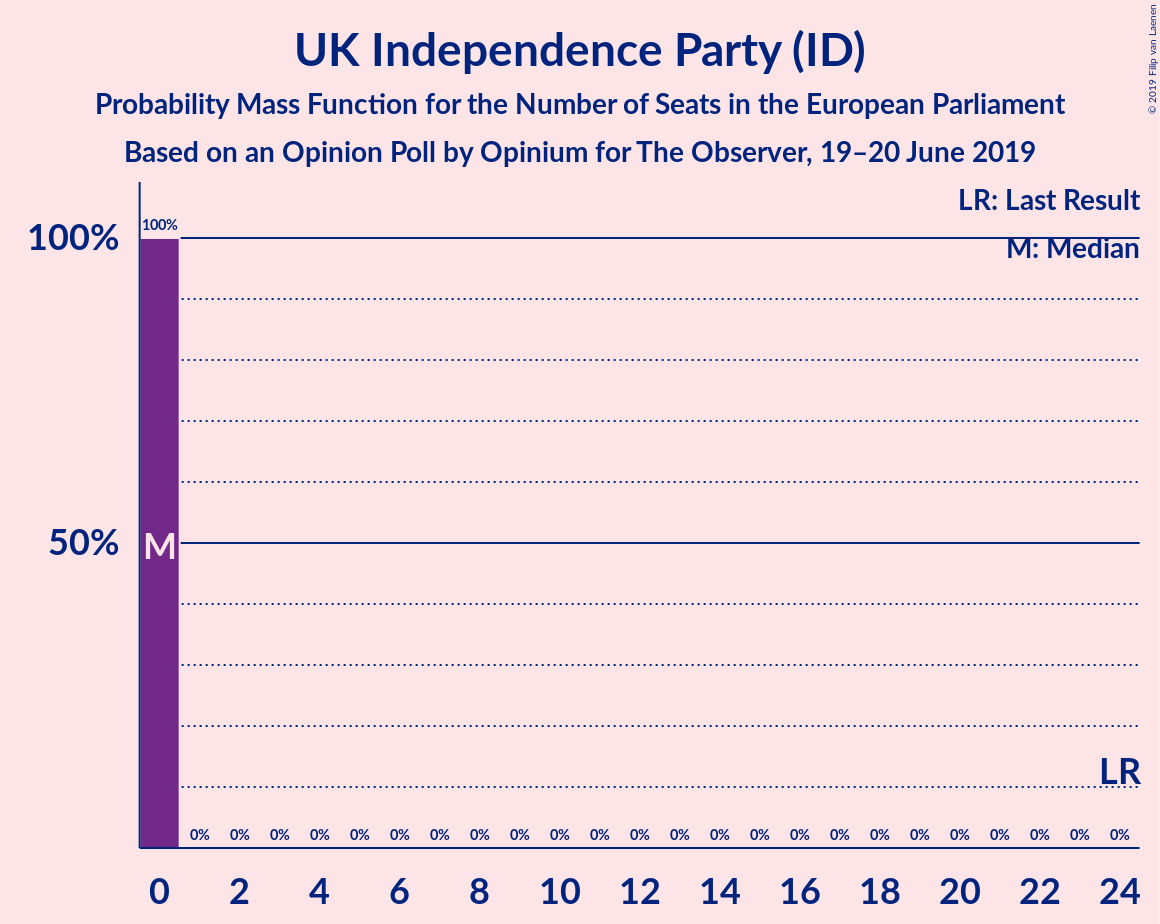 UK Independence Party (ID)
Probability Mass Function for the Number of Seats in the European Parliament
Based on an Opinion Poll by Opinium for The Observer, 19–20 June 2019
© 2019 Filip van Laenen
LR: Last Result
M: Median
100%
100%
50%
M
LR
0% 0% 0% 0% 0% 0% 0% 0% 0% 0% 0% 0% 0% 0% 0% 0% 0% 0% 0% 0% 0% 0% 0% 0%
0 2 4 6 8 10 12 14 16 18 20 22 24